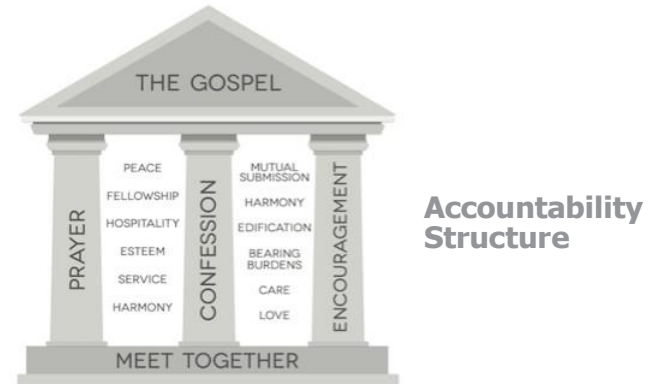 THE GOSPEL
PRAYER
PEACE
FELLOWSHIP
HOSPITALITY
ESTEEM
SERVICE
HARMONY
CONFESSION
MUTUAL
SUBMISSION
HARMONY
EDIFICATION
BEARING
BURDENS
CARE
LOVE
ENCOURAGEMENT
MEET TOGETHER
Accountability
Structure